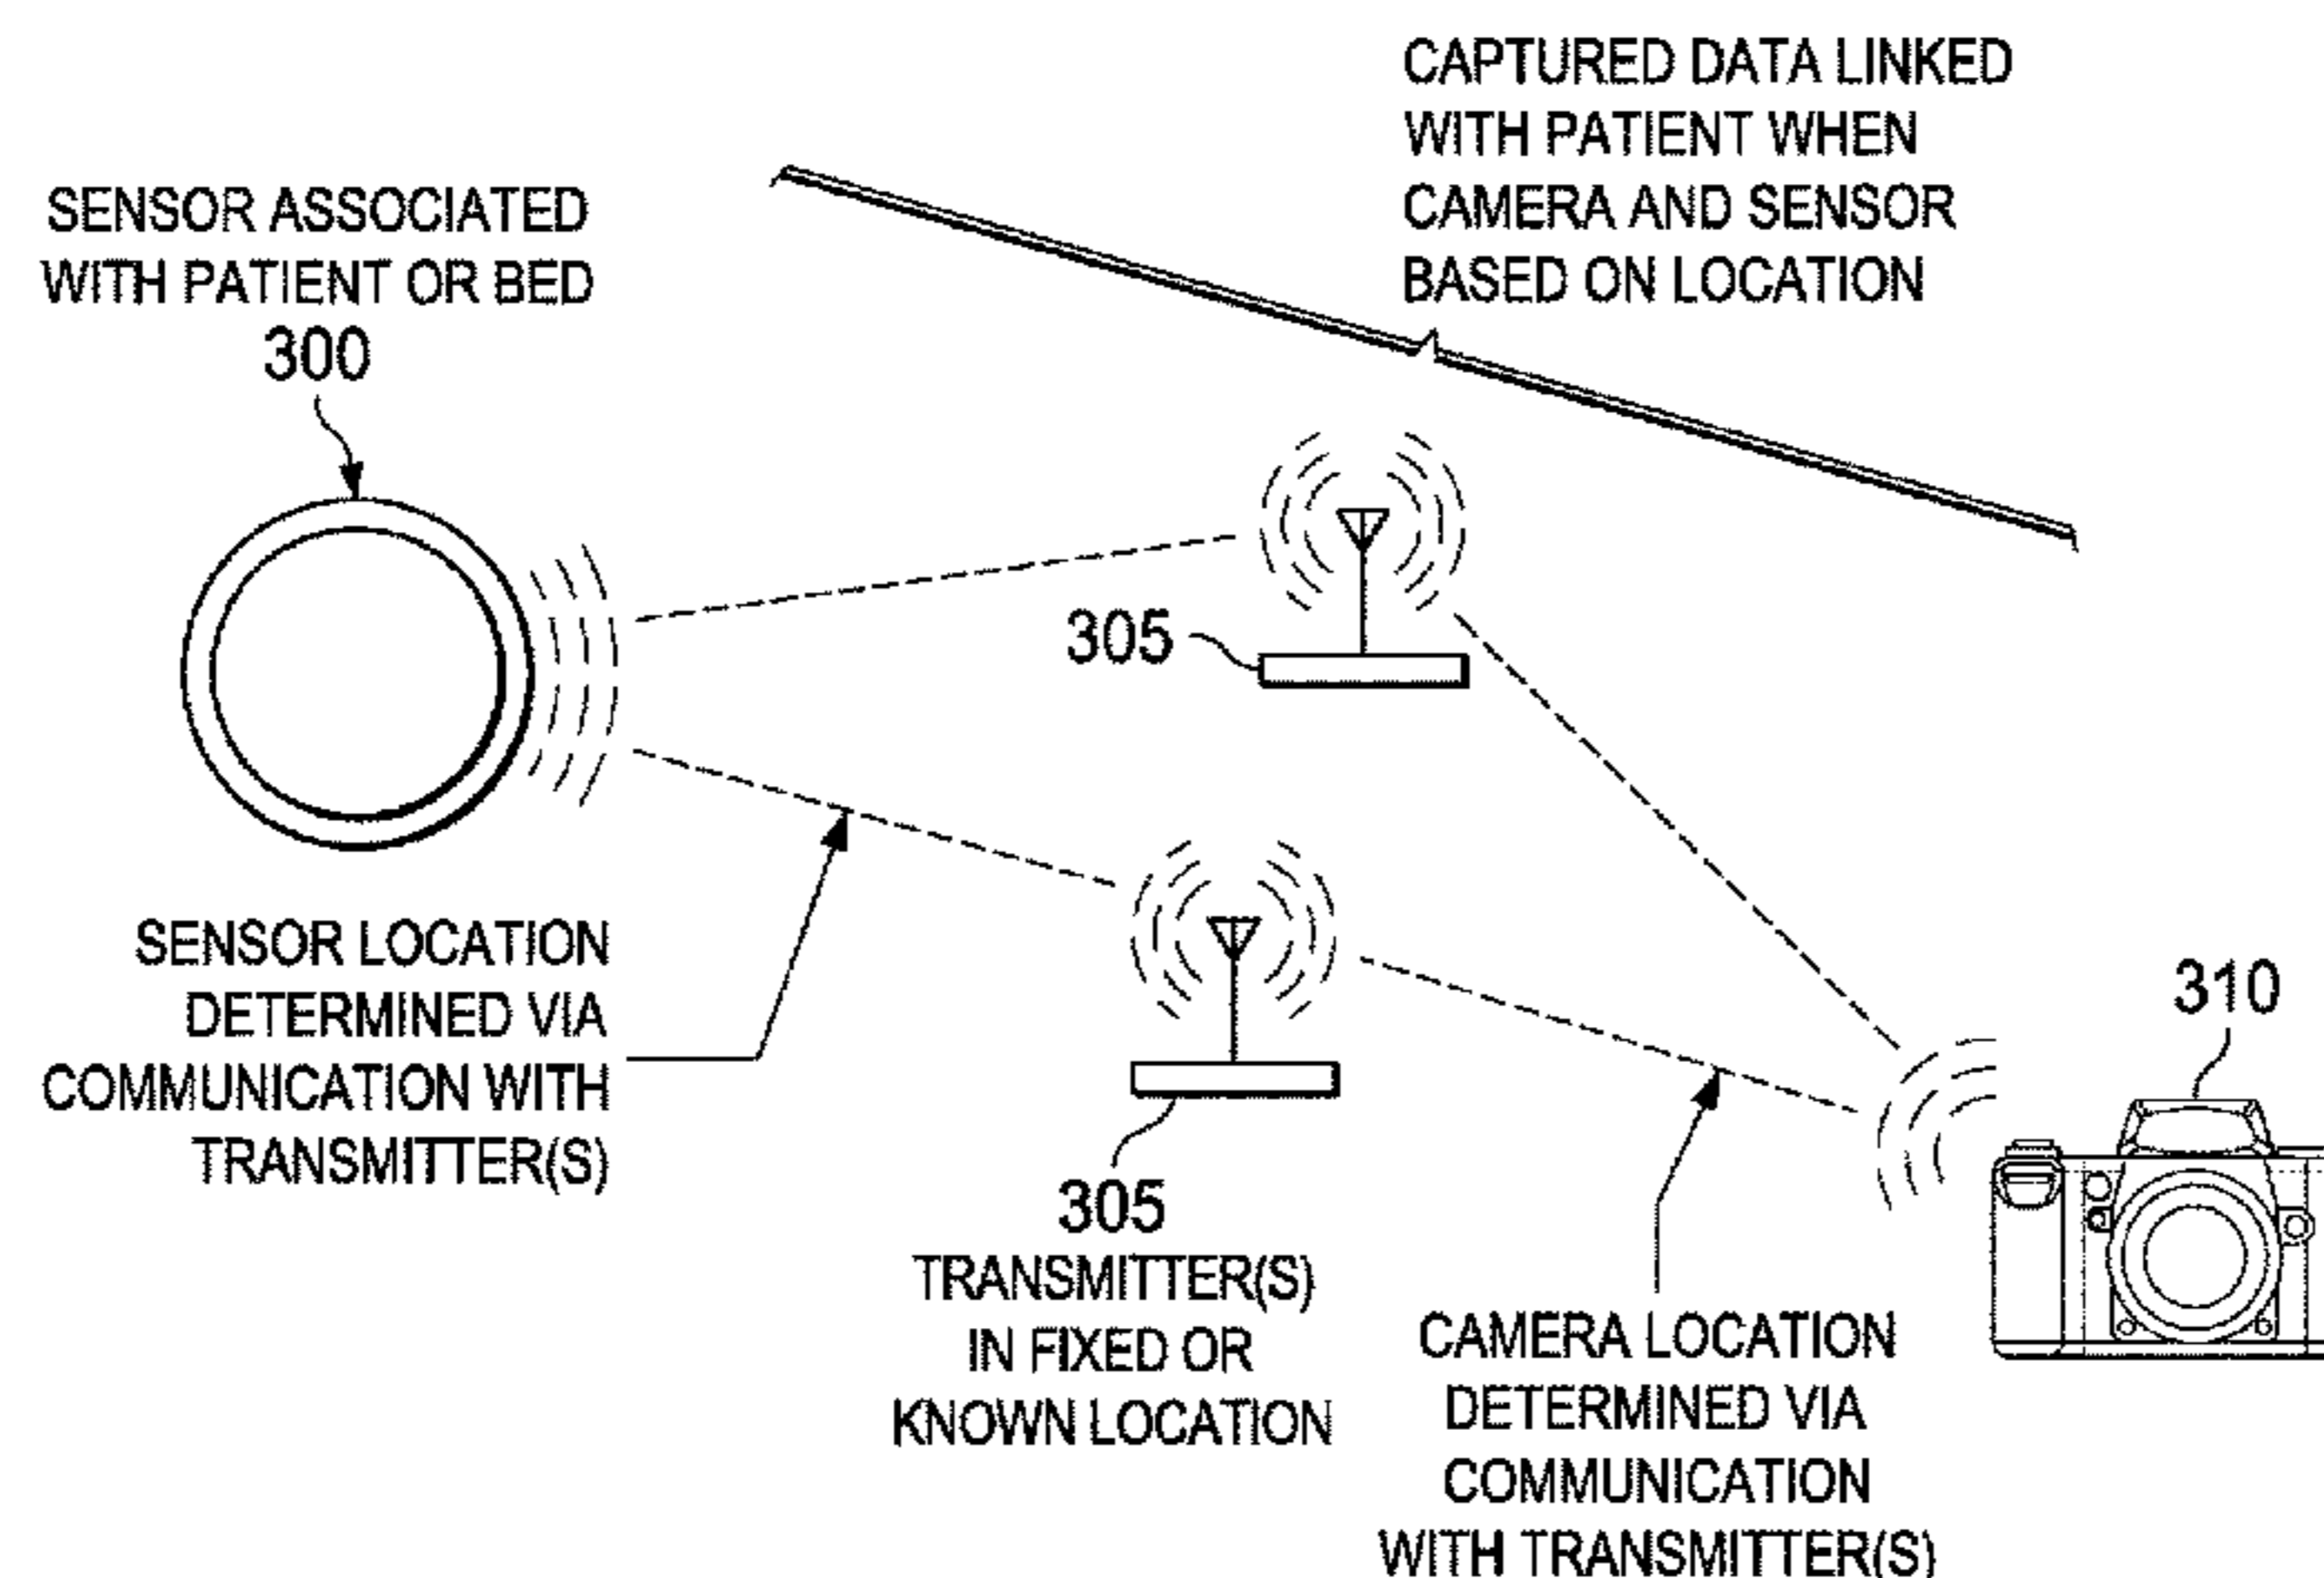 CAPTURED DATA LINKED
WITH PATIENT WHEN
CAMERA AND SENSOR
BASED ON LOCATION
SENSOR ASSOCIATED
WITH PATIENT OR BED
300
305
SENSOR LOCATION
DETERMINED VIA
COMMUNICATION WITH
TRANSMITTER(S)
305
TRANSMITTER(S)
IN FIXED OR
KNOWN LOCATION
310
CAMERA LOCATION
DETERMINED VIA
COMMUNICATION
WITH TRANSMITTER(S)